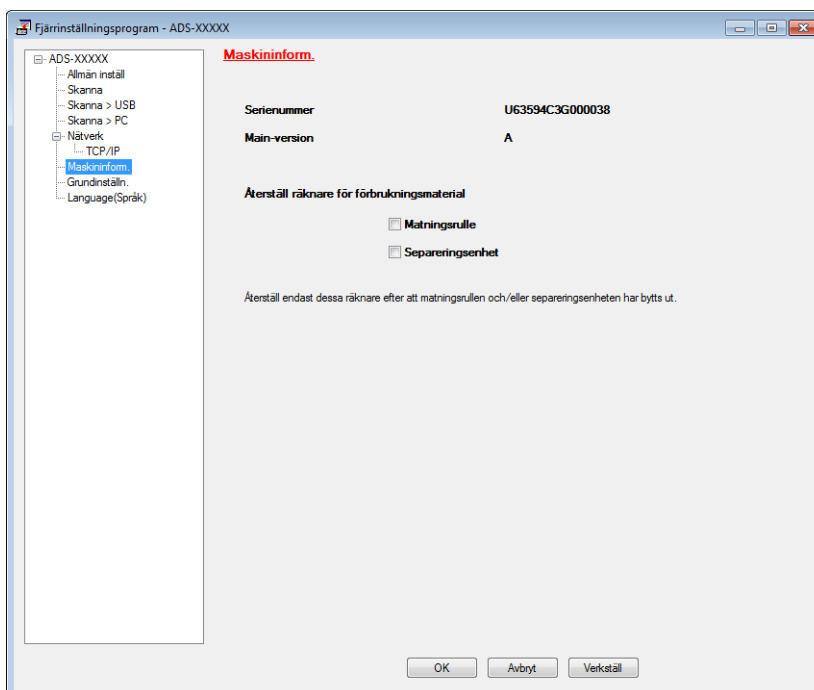 Fjärrinställningsprogram - ADS-XXXXX
ADS-XXXXX
Allmän inställ
Skanna
Skanna > USB
Skanna > PC
Nätverk
TCP/IP
Maskininform.
Grundinställn.
Language(Språk)
Maskininform.
Serienummer U63594C3G000038
Main-version A
Återställ räknare för förbrukningsmaterial
Matningsrulle
Separeringsenhet
Återställ endast dessa räknare efter att matningsrullen och/eller separeringsenheten har bytts ut.
OK Avbryt Verkställ